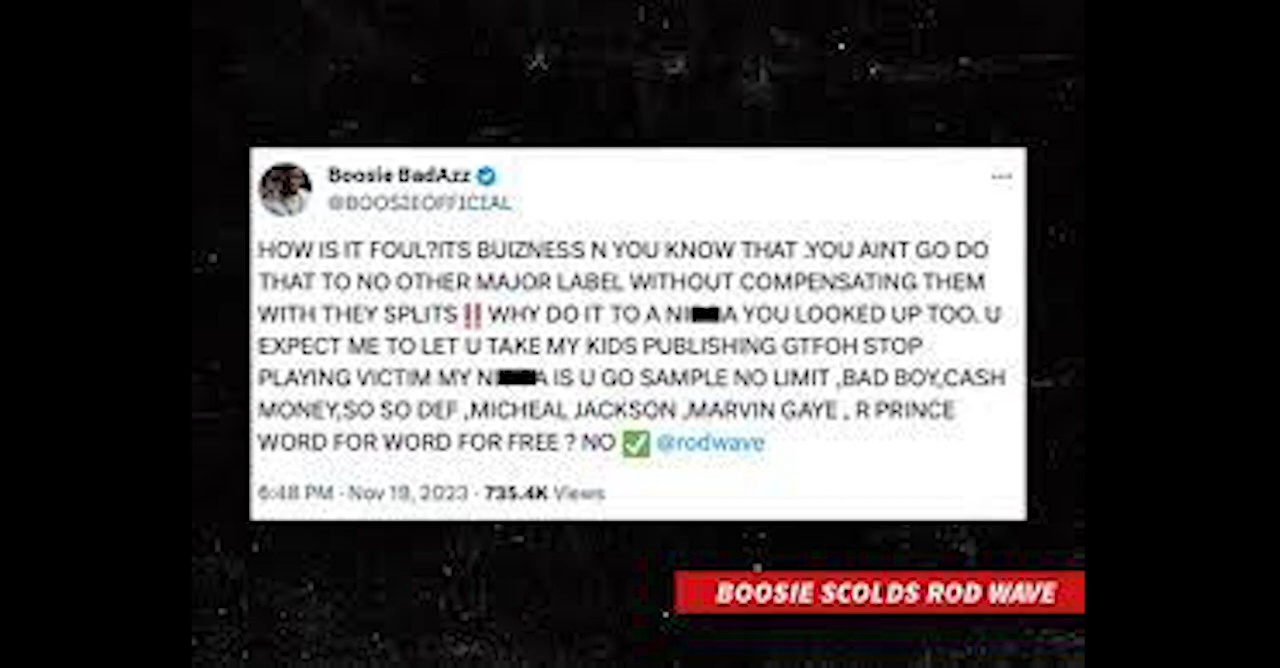 Boosie BadAzz
@BOOSIEOFFICIAL
HOW IS IT FOUL?ITS BUIZNESS N YOU KNOW THAT .YOU AINT GO DO
THAT TO NO OTHER MAJOR LABEL WITHOUT COMPENSATING THEM
WITH THEY SPLITS‼️ WHY DO IT TO A NI A YOU LOOKED UP TOO. U
EXPECT ME TO LET U TAKE MY KIDS PUBLISHING GTFOH STOP
PLAYING VICTIM MY N A IS U GO SAMPLE NO LIMIT ,BAD BOY,CASH
MONEY,SO SO DEF ,MICHEAL JACKSON ,MARVIN GAYE , R PRINCE
WORD FOR WORD FOR FREE ? NO ✅ @rodwave
6:48 PM · Nov 19, 2023 · 735.4K Views
BOOSIE SCOLDS ROD WAVE